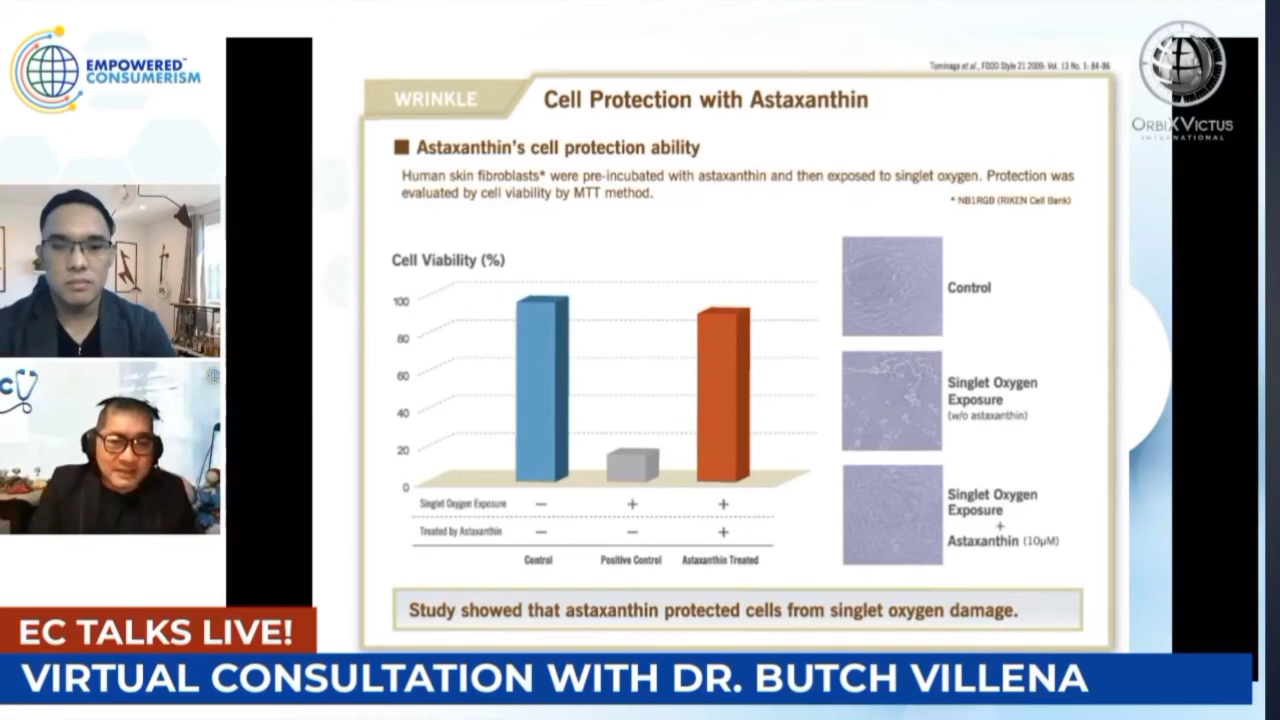 EMPOWERED™
CONSUMERISM
Tominaga et al., FOOD Style 21 2009: Vol. 13 No. 1: 84-86
ORBIXVICTUS
INTERNATIONAL
WRINKLE
Cell Protection with Astaxanthin
Astaxanthin's cell protection ability
Human skin fibroblasts* were pre-incubated with astaxanthin and then exposed to singlet oxygen. Protection was
evaluated by cell viability by MTT method.
* NB1RGB (RIKEN Cell Bank)
Cell Viability (%)
100
80
60
40
20
0
Singlet Oxygen Exposure − + +
Treated by Astaxanthin − − +
Control Positive Control Astaxanthin Treated
Control
Singlet Oxygen
Exposure
(w/o astaxanthin)
Singlet Oxygen
Exposure
+
Astaxanthin (10μM)
Study showed that astaxanthin protected cells from singlet oxygen damage.
EC TALKS LIVE!
VIRTUAL CONSULTATION WITH DR. BUTCH VILLENA